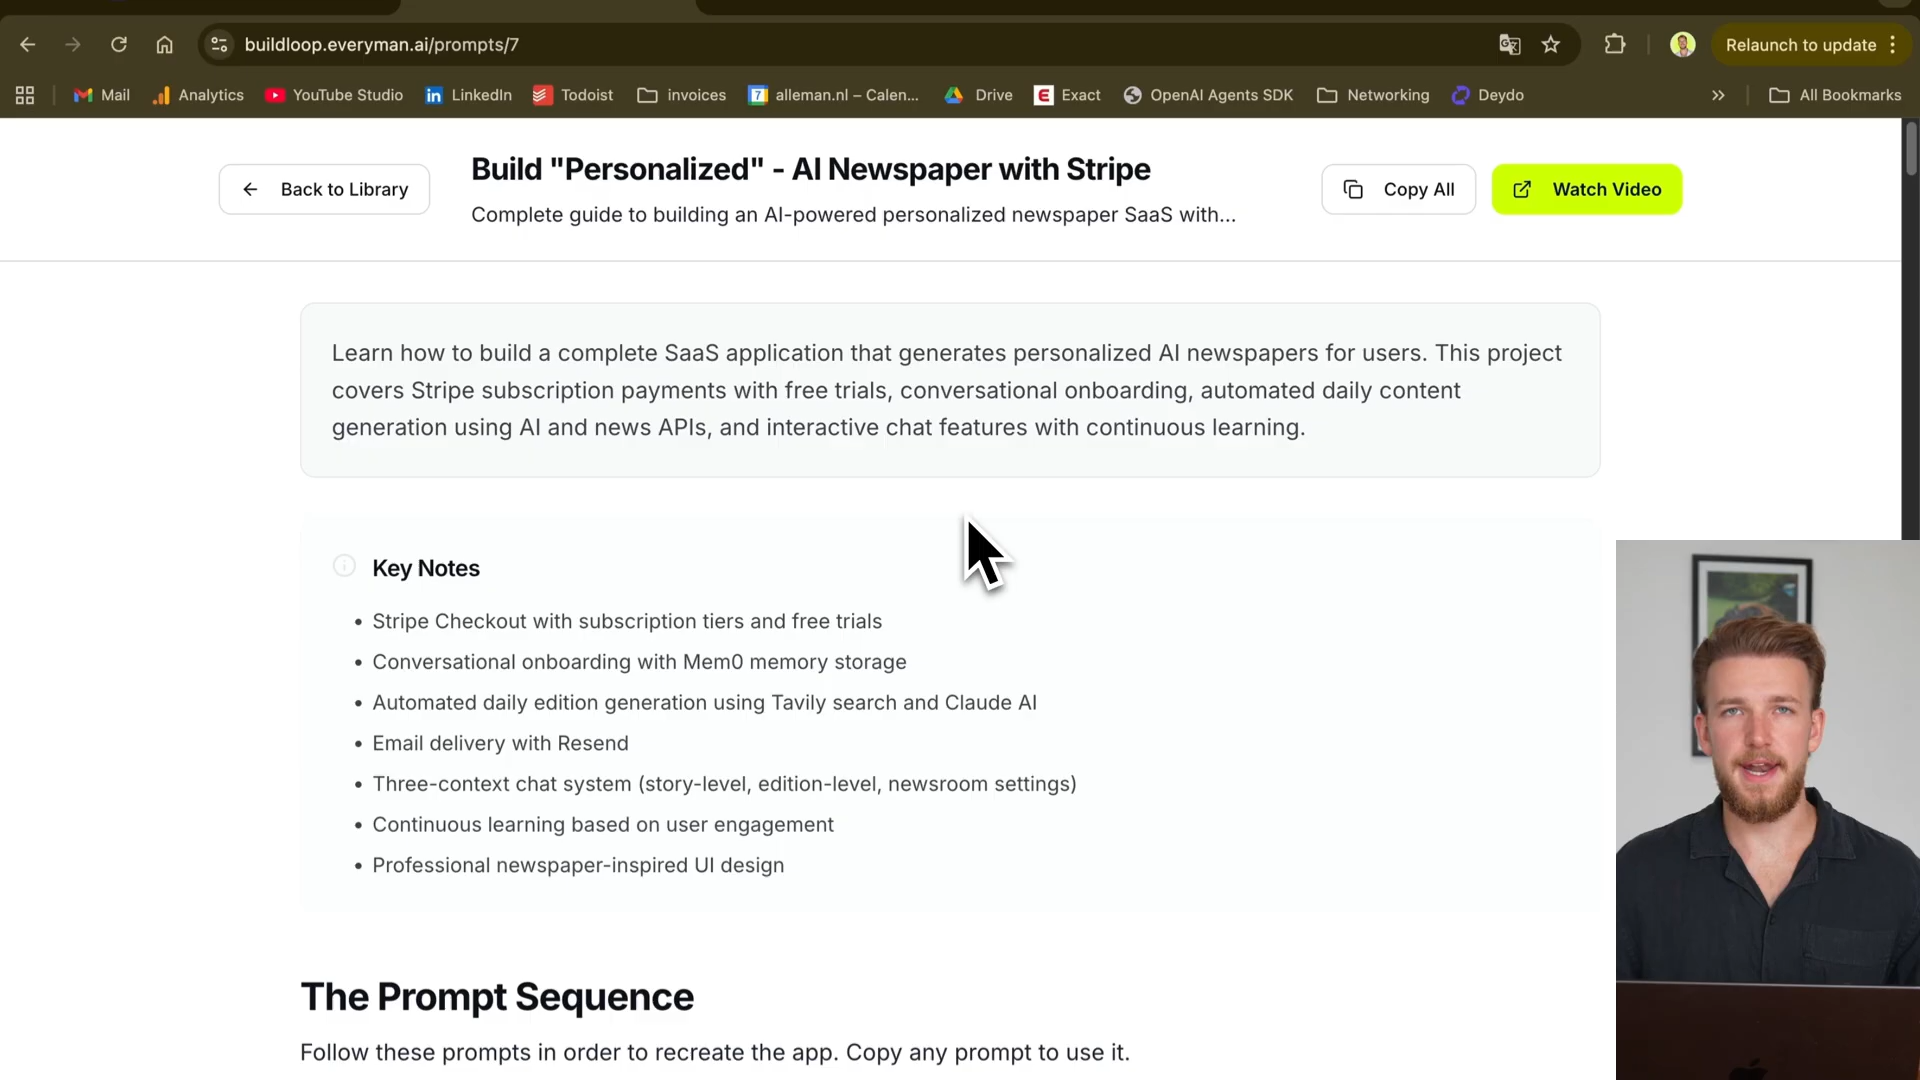 buildloop.everyman.ai/prompts/7
Relaunch to update
Mail
Analytics
YouTube Studio
LinkedIn
Todoist
invoices
7
alleman.nl – Calen...
Drive
Exact
OpenAI Agents SDK
Networking
Deydo
All Bookmarks
Back to Library
Build "Personalized" - AI Newspaper with Stripe
Complete guide to building an AI-powered personalized newspaper SaaS with...
Copy All
Watch Video
Learn how to build a complete SaaS application that generates personalized AI newspapers for users. This project
covers Stripe subscription payments with free trials, conversational onboarding, automated daily content
generation using AI and news APIs, and interactive chat features with continuous learning.
Key Notes
• Stripe Checkout with subscription tiers and free trials
• Conversational onboarding with Mem0 memory storage
• Automated daily edition generation using Tavily search and Claude AI
• Email delivery with Resend
• Three-context chat system (story-level, edition-level, newsroom settings)
• Continuous learning based on user engagement
• Professional newspaper-inspired UI design
The Prompt Sequence
Follow these prompts in order to recreate the app. Copy any prompt to use it.